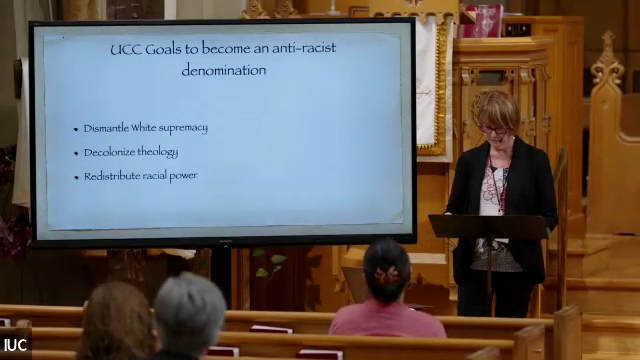 UCC Goals to become an anti-racist
denomination
• Dismantle White supremacy
• Decolonize theology
• Redistribute racial power
IUC